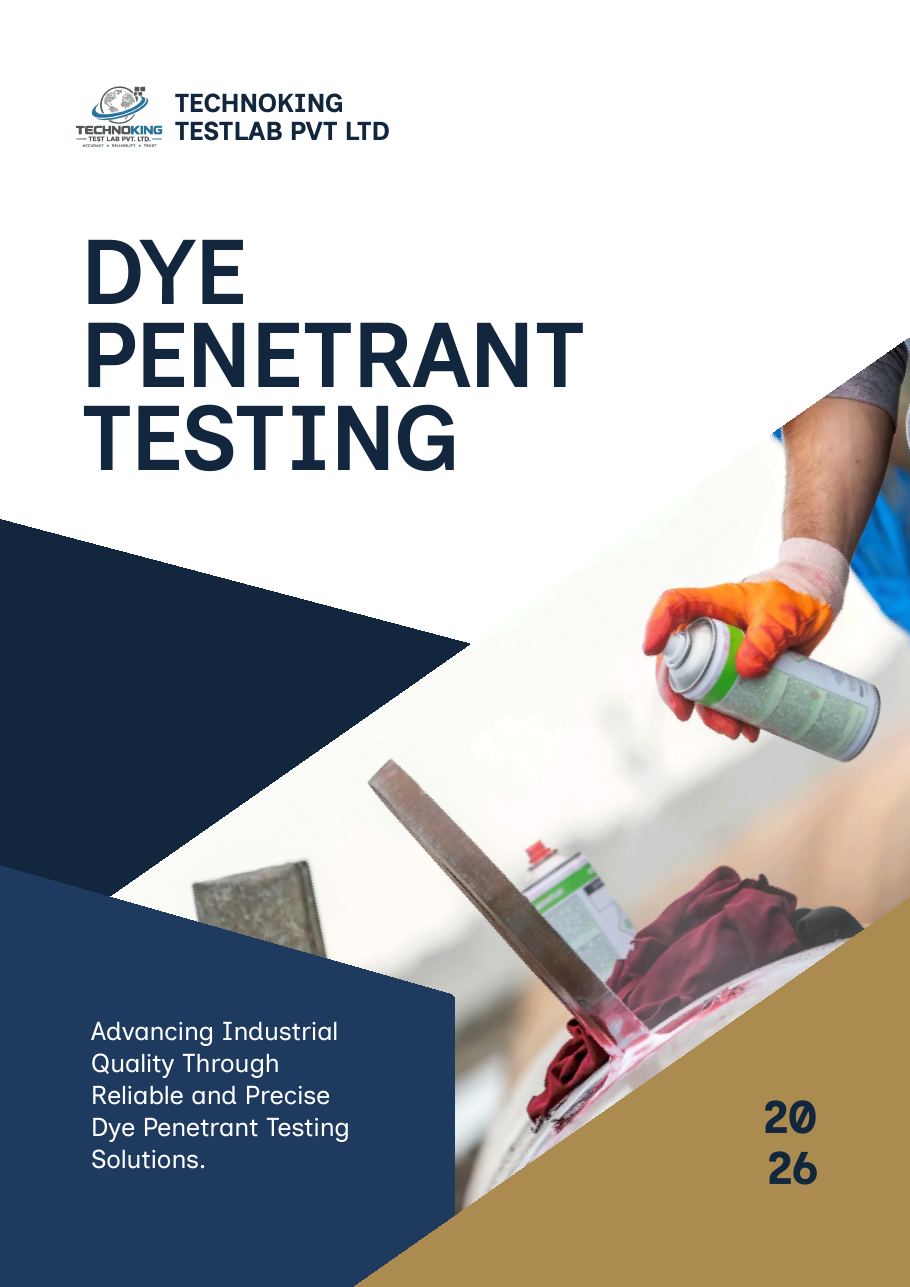 TECHNOKING
TEST LAB PVT. LTD.
ACCURACY • RELIABILITY • TRUST
TECHNOKING
TESTLAB PVT LTD
DYE
PENETRANT
TESTING
Advancing Industrial
Quality Through
Reliable and Precise
Dye Penetrant Testing
Solutions.
20
26